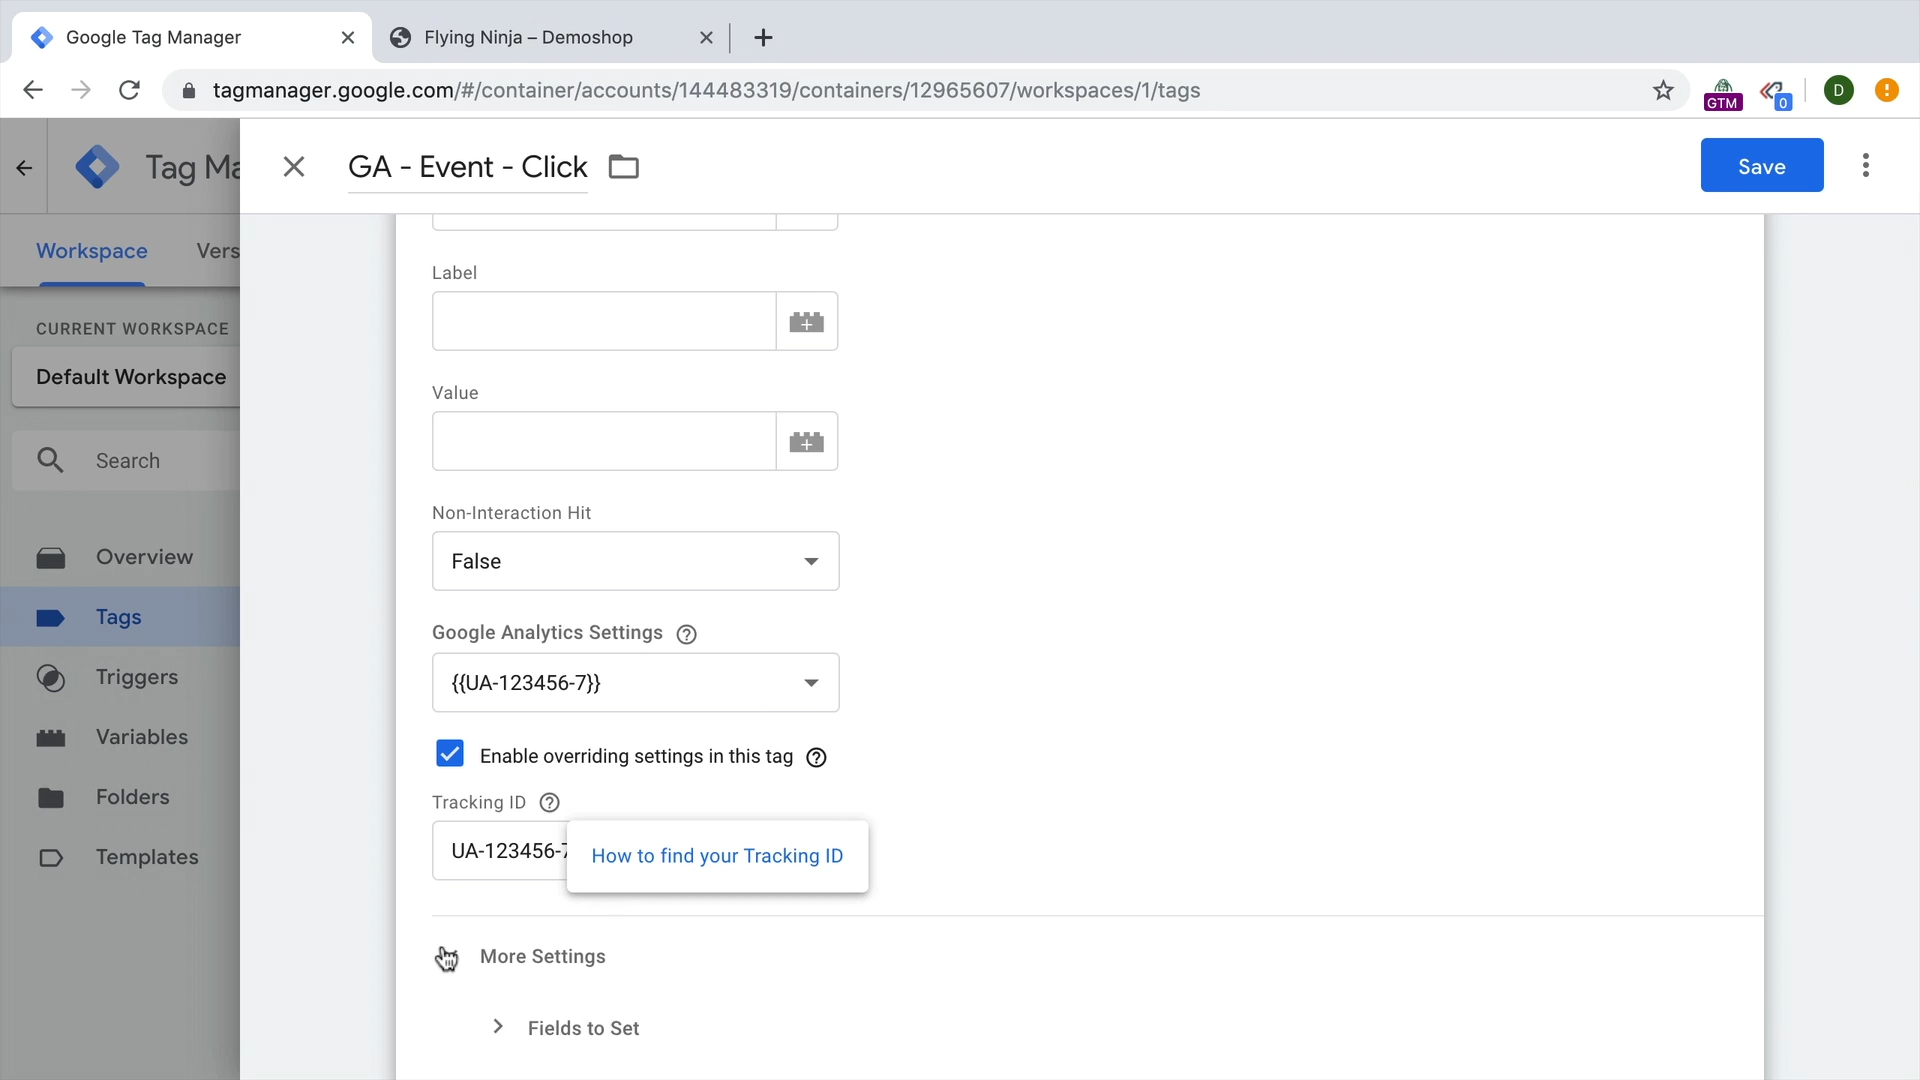 Google Tag Manager
Flying Ninja – Demoshop
tagmanager.google.com/#/container/accounts/144483319/containers/12965607/workspaces/1/tags
GTM
0
D
Tag Ma
GA - Event - Click
Save
Workspace
Vers
CURRENT WORKSPACE
Default Workspace
Search
Overview
Tags
Triggers
Variables
Folders
Templates
Label
Value
Non-Interaction Hit
False
Google Analytics Settings
{{UA-123456-7}}
Enable overriding settings in this tag
Tracking ID
UA-123456-7
How to find your Tracking ID
More Settings
Fields to Set